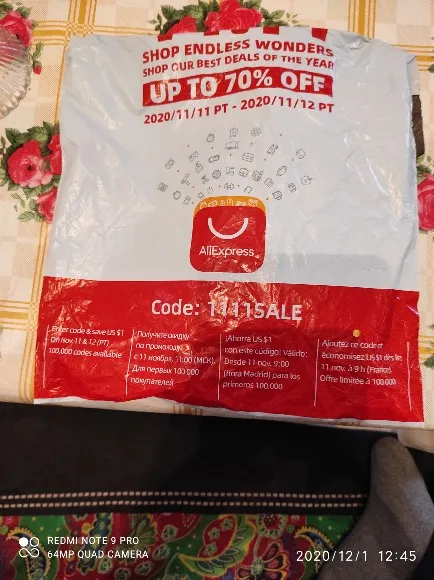 SHOP ENDLESS WONDERS
SHOP OUR BEST DEALS OF THE YEAR
UP TO 70% OFF
2020/11/11 PT - 2020/11/12 PT
AliExpress
Code: 1111SALE
Enter code & save US $1
on Nov, 11 & 12 (PT)
100,000 codes available
Получите скидку
по промокоду
с 11 ноября, 11:00 (МСК).
Для первых 100 000
покупателей
¡Ahorra US $1
con este código! Válido:
Desde 11 nov. 9:00
(hora Madrid) para los
primeros 100.000
Ajoutez ce code et
économisez US $1 dès le
11 nov. à 9 h (France)
Offre limitée à 100 000
REDMI NOTE 9 PRO
64MP QUAD CAMERA
2020/12/1 12:45